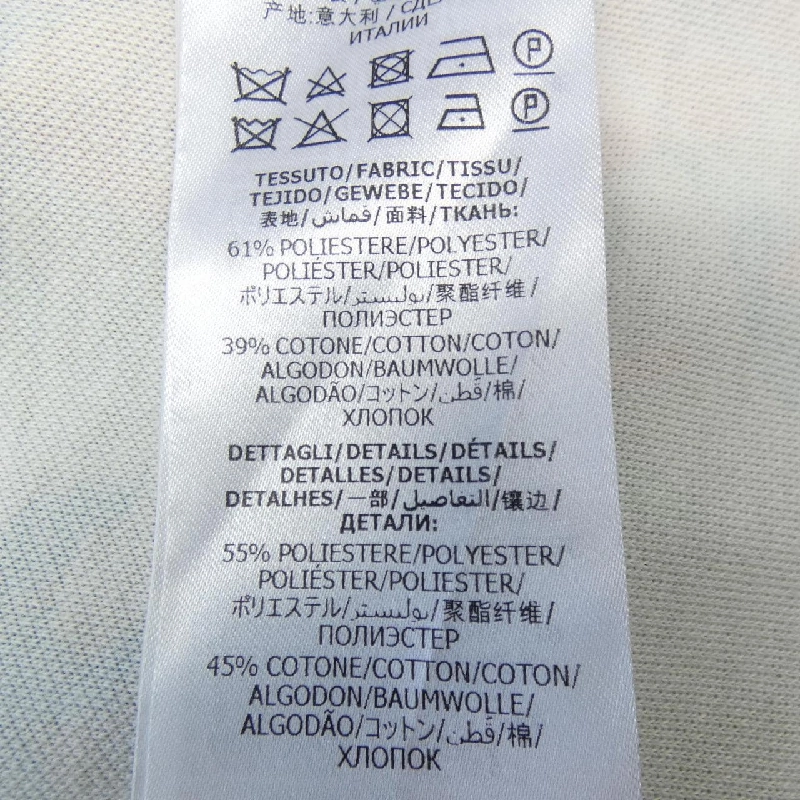 产地:意大利 / СДЕ
ИТАЛИИ
P
P
TESSUTO/FABRIC/TISSU/
TEJIDO/GEWEBE/TECIDO/
表地/قماش/面料/ТКАНЬ:
61% POLIESTERE/POLYESTER/
POLIÉSTER/POLIESTER/
ポリエステル/بوليستر/聚酯纤维/
ПОЛИЭСТЕР
39% COTONE/COTTON/COTON/
ALGODON/BAUMWOLLE/
ALGODÃO/コットン/قطن/棉/
ХЛОПОК
DETTAGLI/DETAILS/DÉTAILS/
DETALLES/DETAILS/
DETALHES/一部/التفاصيل/镶边/
ДЕТАЛИ:
55% POLIESTERE/POLYESTER/
POLIÉSTER/POLIESTER/
ポリエステル/بوليستر/聚酯纤维/
ПОЛИЭСТЕР
45% COTONE/COTTON/COTON/
ALGODON/BAUMWOLLE/
ALGODÃO/コットン/قطن/棉/
ХЛОПОК